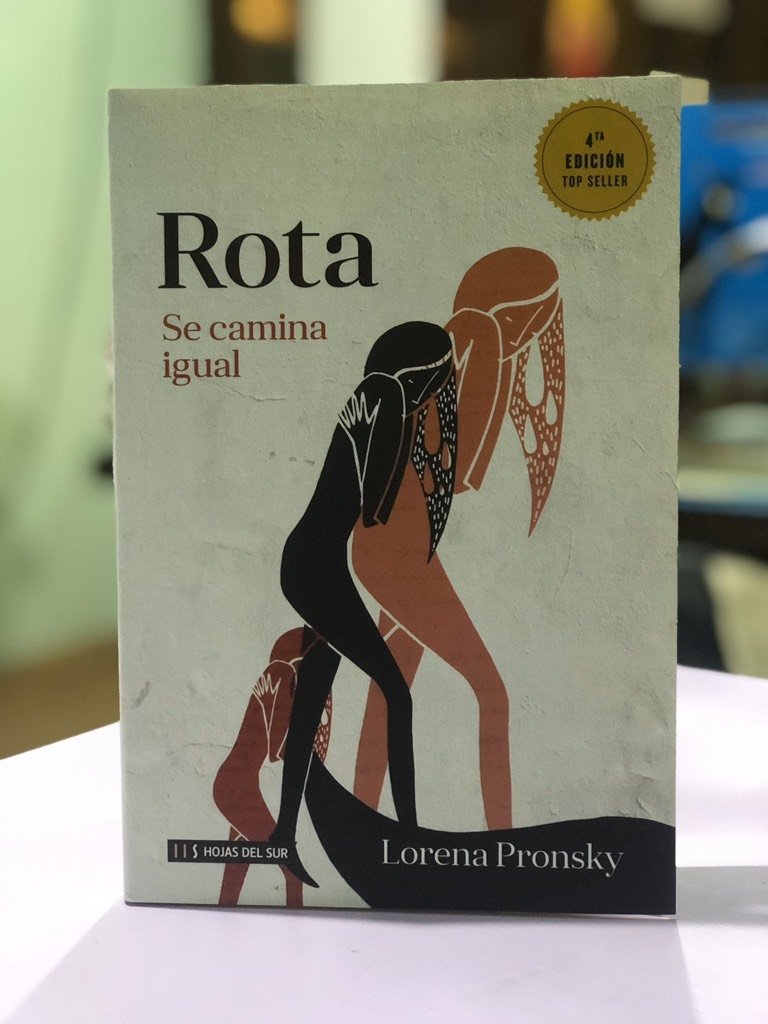 4TA
EDICIÓN
TOP SELLER
Rota
Se camina
igual
HOJAS DEL SUR
Lorena Pronsky